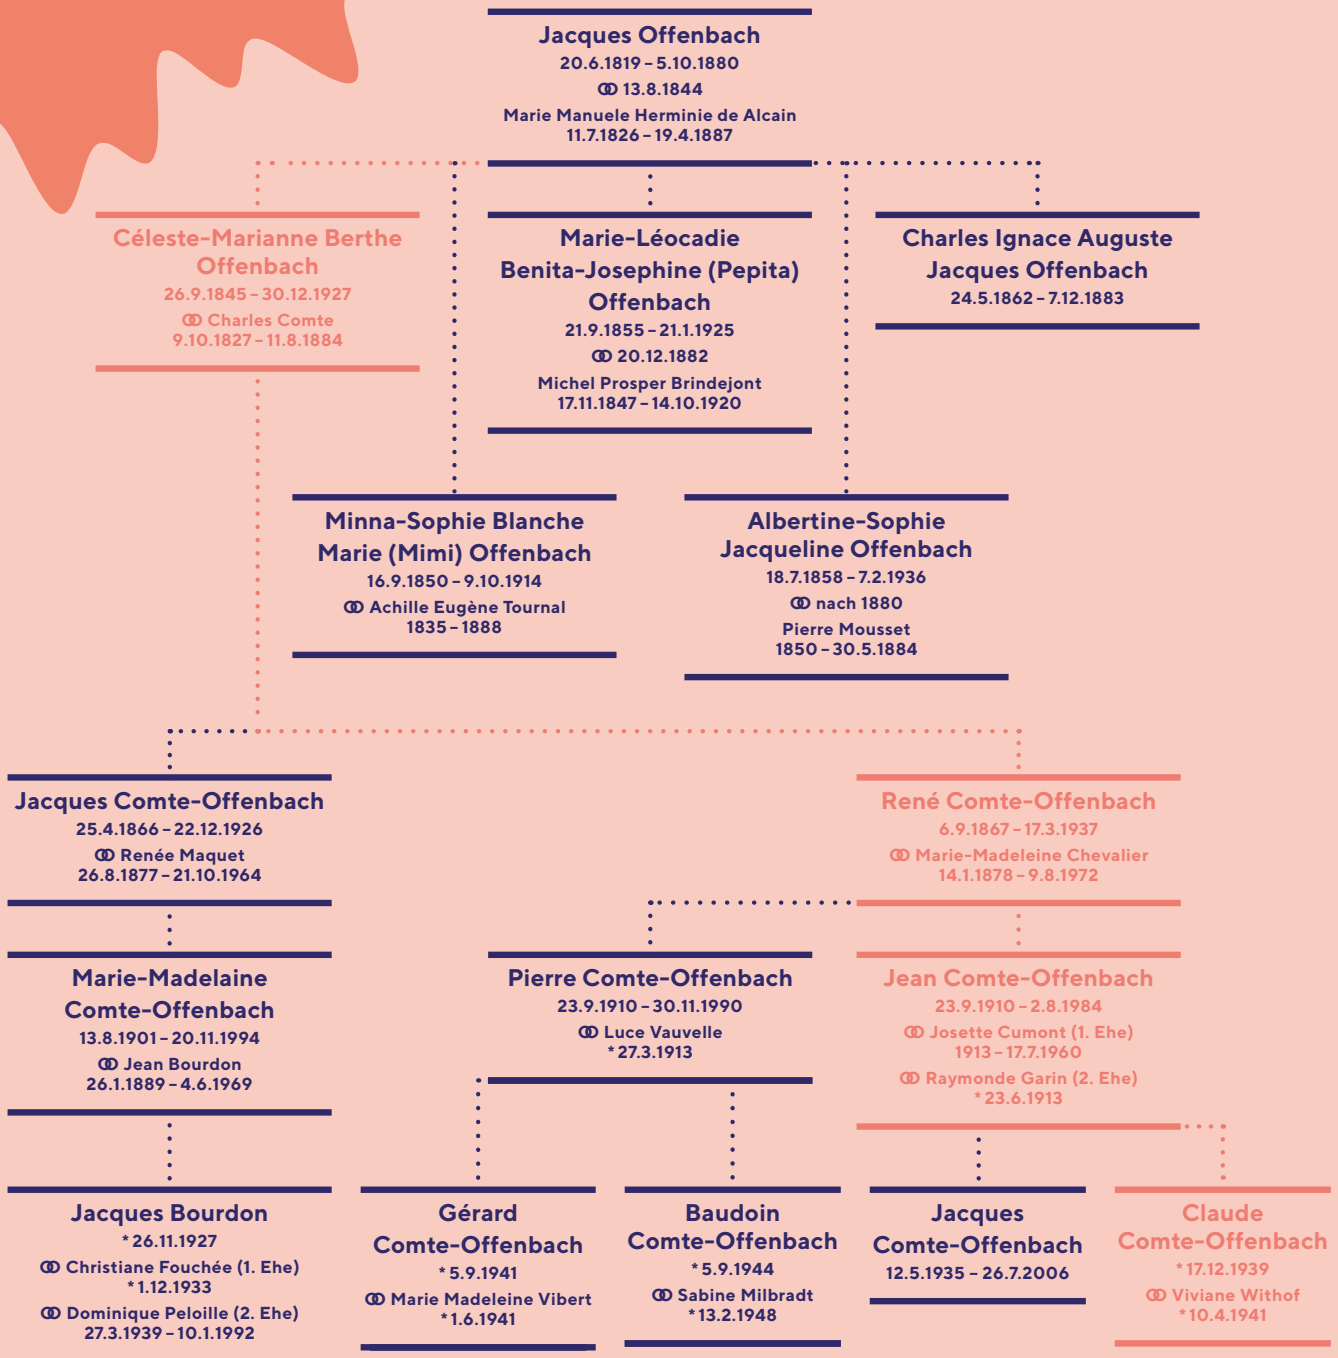 Jacques Offenbach
20.6.1819 – 5.10.1880
⚭ 13.8.1844
Marie Manuele Herminie de Alcain
11.7.1826 – 19.4.1887
Céleste-Marianne Berthe
Offenbach
26.9.1845 – 30.12.1927
⚭ Charles Comte
9.10.1827 – 11.8.1884
Marie-Léocadie
Benita-Josephine (Pepita)
Offenbach
21.9.1855 – 21.1.1925
⚭ 20.12.1882
Michel Prosper Brindejont
17.11.1847 – 14.10.1920
Charles Ignace Auguste
Jacques Offenbach
24.5.1862 – 7.12.1883
Minna-Sophie Blanche
Marie (Mimi) Offenbach
16.9.1850 – 9.10.1914
⚭ Achille Eugène Tournal
1835 – 1888
Albertine-Sophie
Jacqueline Offenbach
18.7.1858 – 7.2.1936
⚭ nach 1880
Pierre Mousset
1850 – 30.5.1884
Jacques Comte-Offenbach
25.4.1866 – 22.12.1926
⚭ Renée Maquet
26.8.1877 – 21.10.1964
René Comte-Offenbach
6.9.1867 – 17.3.1937
⚭ Marie-Madeleine Chevalier
14.1.1878 – 9.8.1972
Marie-Madelaine
Comte-Offenbach
13.8.1901 – 20.11.1994
⚭ Jean Bourdon
26.1.1889 – 4.6.1969
Pierre Comte-Offenbach
23.9.1910 – 30.11.1990
⚭ Luce Vauvelle
* 27.3.1913
Jean Comte-Offenbach
23.9.1910 – 2.8.1984
⚭ Josette Cumont (1. Ehe)
1913 – 17.7.1960
⚭ Raymonde Garin (2. Ehe)
* 23.6.1913
Jacques Bourdon
* 26.11.1927
⚭ Christiane Fouchée (1. Ehe)
* 1.12.1933
⚭ Dominique Peloille (2. Ehe)
27.3.1939 – 10.1.1992
Gérard
Comte-Offenbach
* 5.9.1941
⚭ Marie Madeleine Vibert
* 1.6.1941
Baudoin
Comte-Offenbach
* 5.9.1944
⚭ Sabine Milbradt
* 13.2.1948
Jacques
Comte-Offenbach
12.5.1935 – 26.7.2006
Claude
Comte-Offenbach
* 17.12.1939
⚭ Viviane Withof
* 10.4.1941